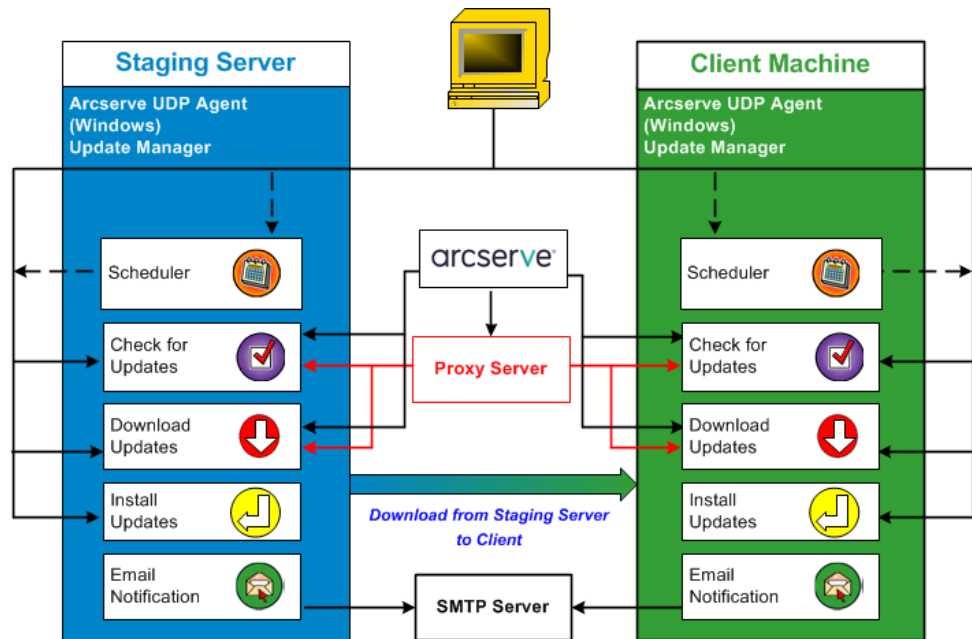 Staging Server
Arcserve UDP Agent
(Windows)
Update Manager
Scheduler
Check for
Updates
Download
Updates
Install
Updates
Email
Notification
arcserve®
Proxy Server
Download from Staging Server
to Client
SMTP Server
Client Machine
Arcserve UDP Agent
(Windows)
Update Manager
Scheduler
Check for
Updates
Download
Updates
Install
Updates
Email
Notification